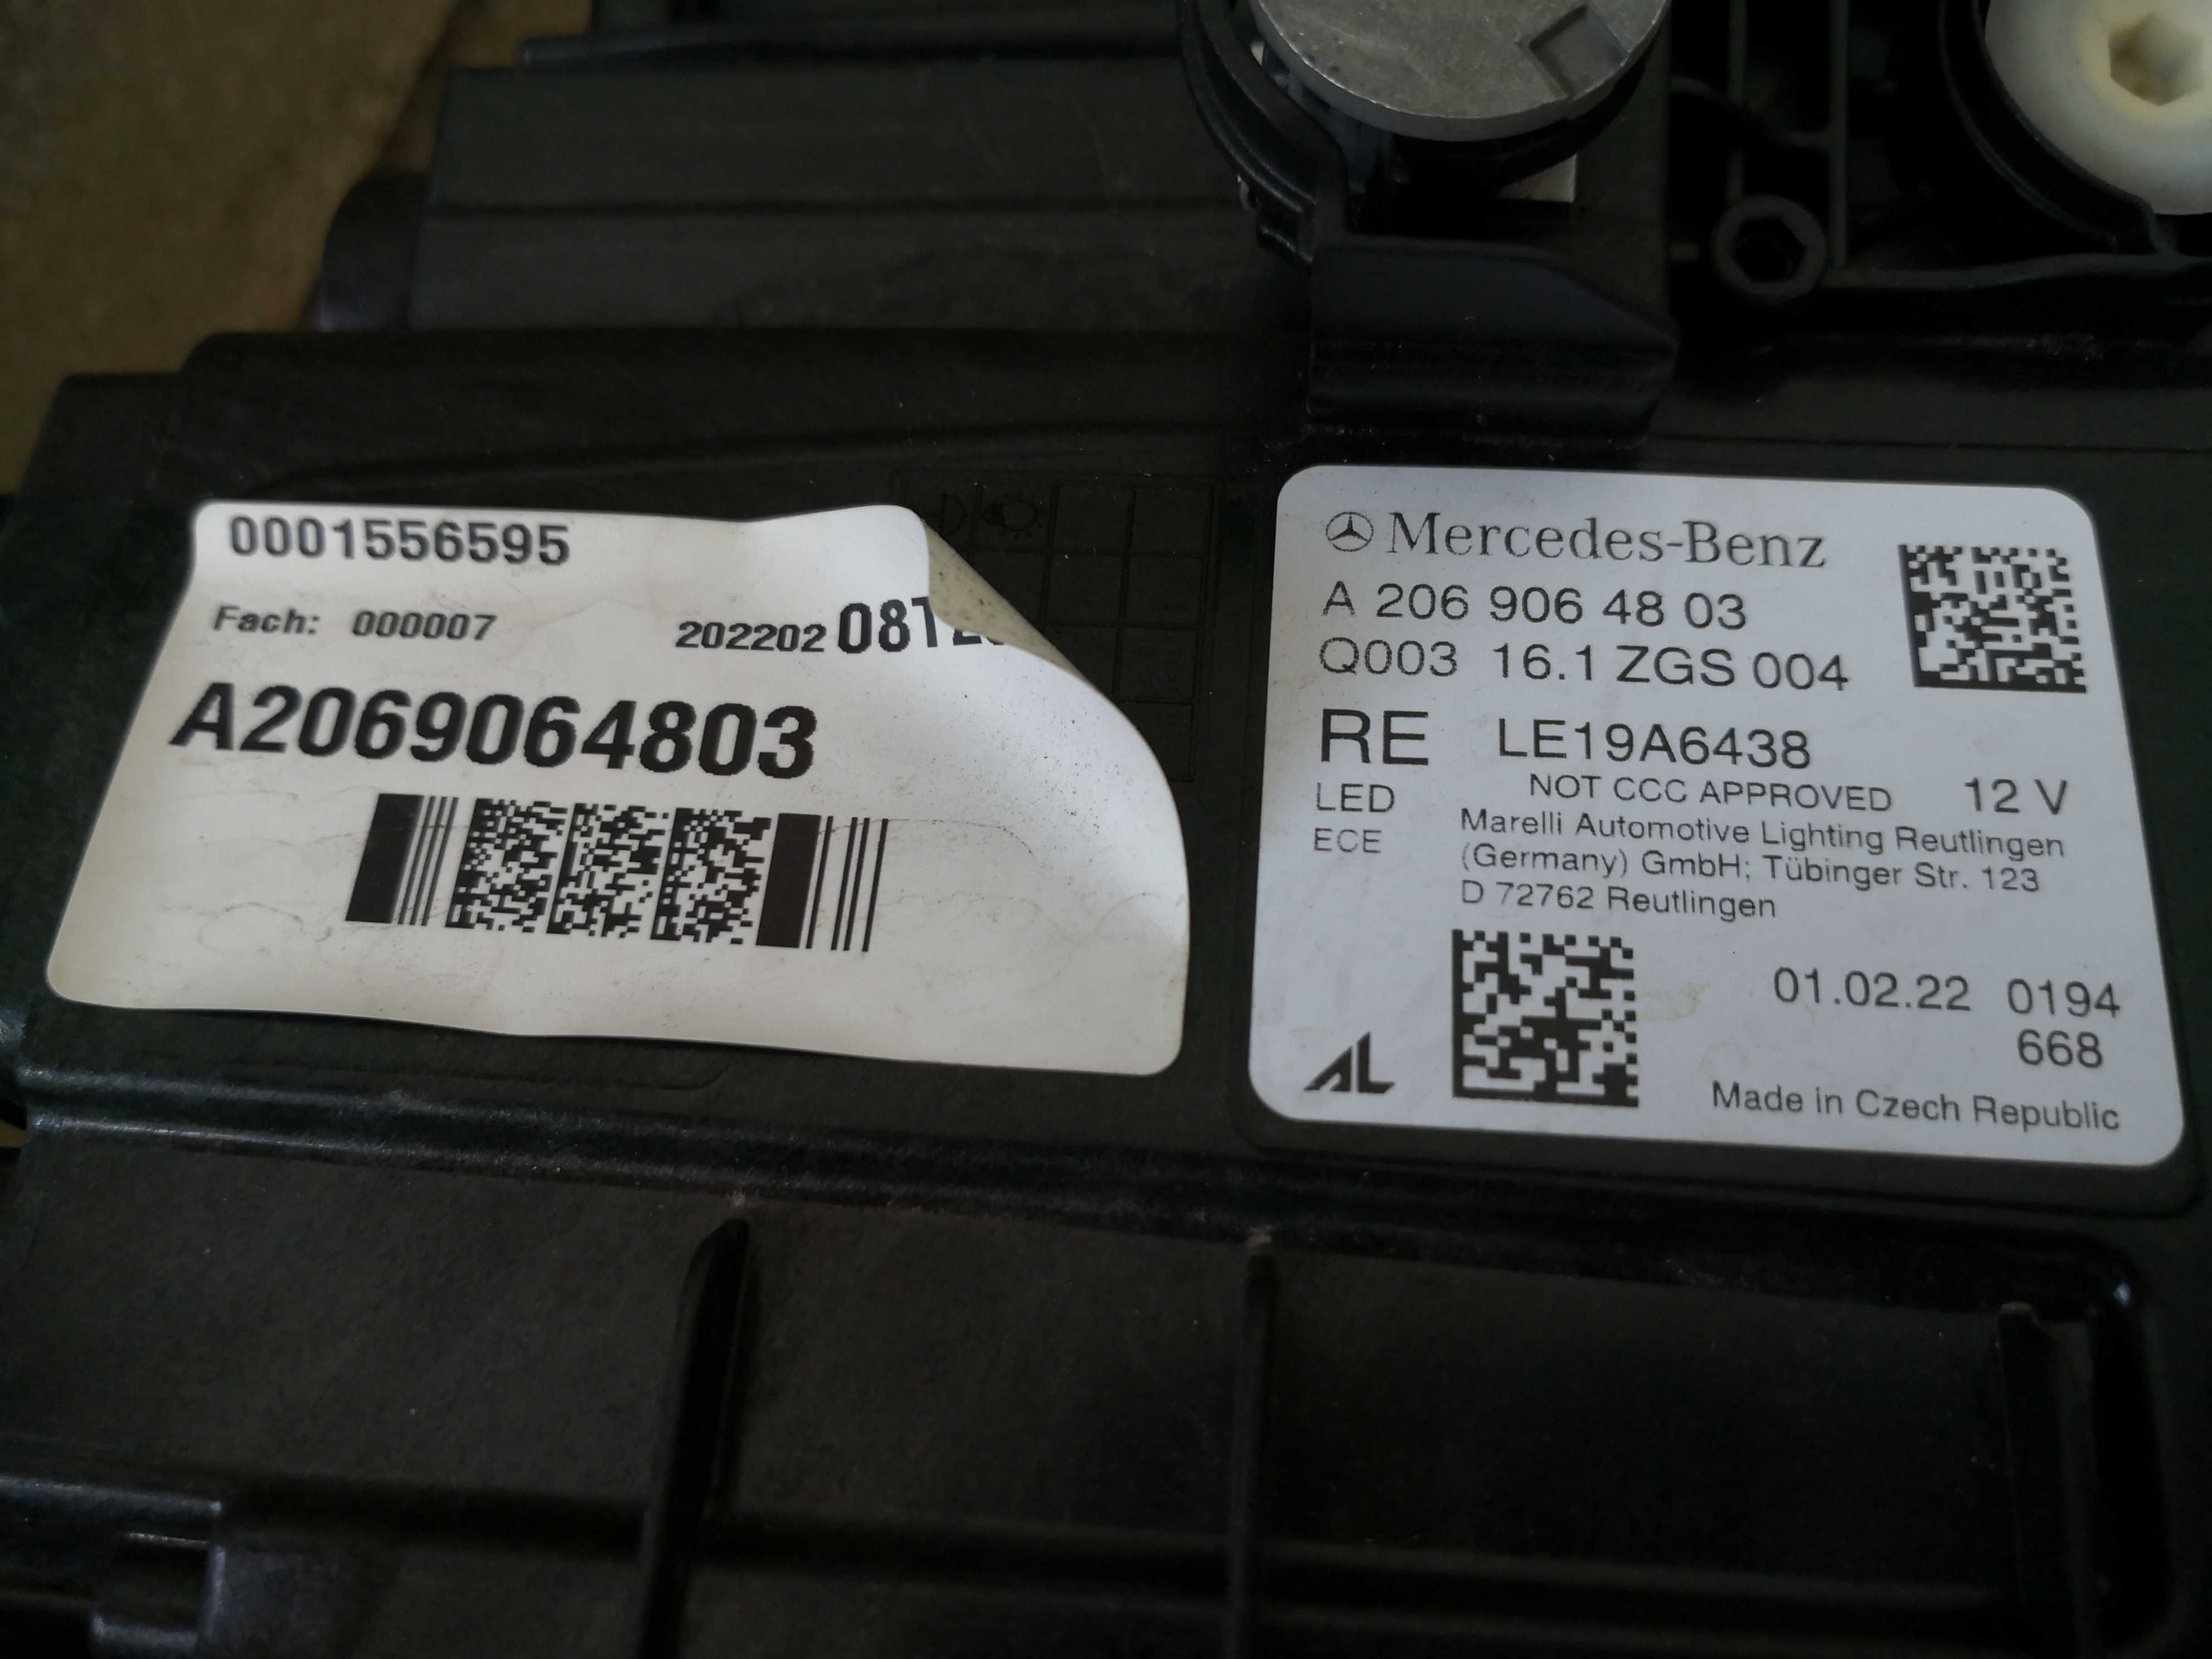 0001556595
Fach: 000007
202202 08T
A2069064803
Mercedes-Benz
A 206 906 48 03
Q003 16.1 ZGS 004
RE LE19A6438
NOT CCC APPROVED 12 V
LED
ECE
Marelli Automotive Lighting Reutlingen
(Germany) GmbH; Tübinger Str. 123
D 72762 Reutlingen
01.02.22 0194
668
AL
Made in Czech Republic